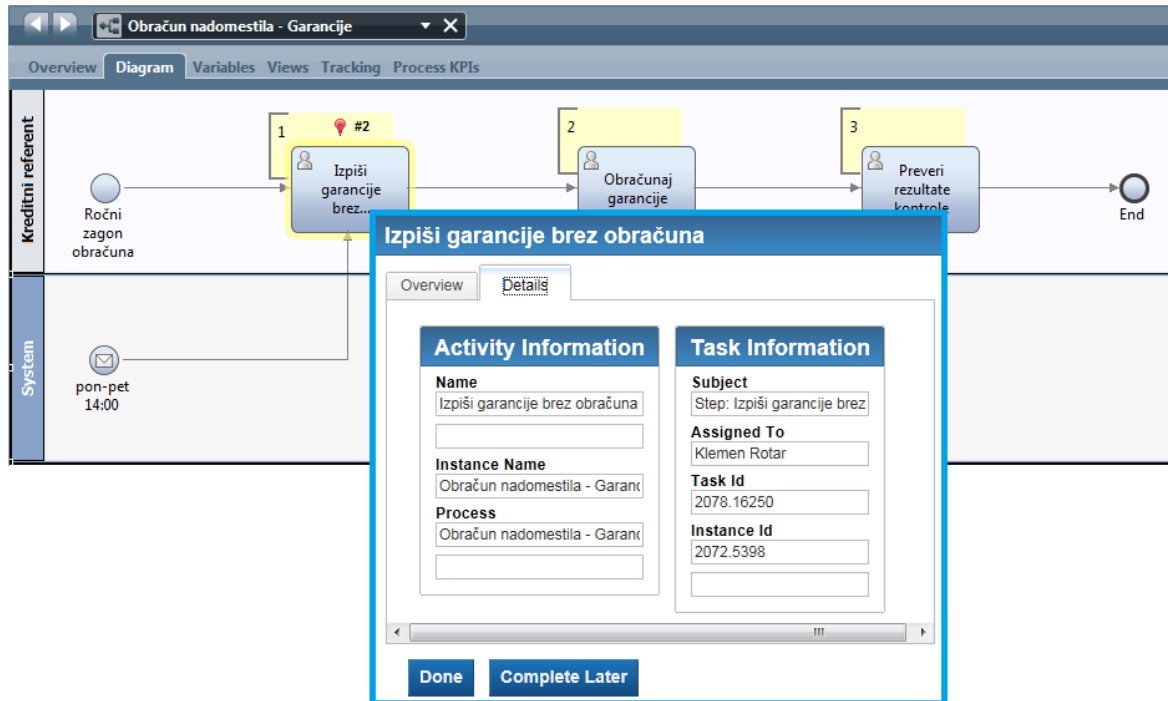 Obračun nadomestila - Garancije
Overview Diagram Variables Views Tracking Process KPIs
Kreditni referent
Ročni
zagon
obračuna
1
#2
Izpiši
garancije
brez...
2
Obračunaj
garancije
3
Preveri
rezultate
kontrole
End
System
pon-pet
14:00
Izpiši garancije brez obračuna
Overview Details
Activity Information
Name
Izpiši garancije brez obračuna
Instance Name
Obračun nadomestila - Garanc
Process
Obračun nadomestila - Garanc
Task Information
Subject
Step: Izpiši garancije brez
Assigned To
Klemen Rotar
Task Id
2078.16250
Instance Id
2072.5398
Done Complete Later